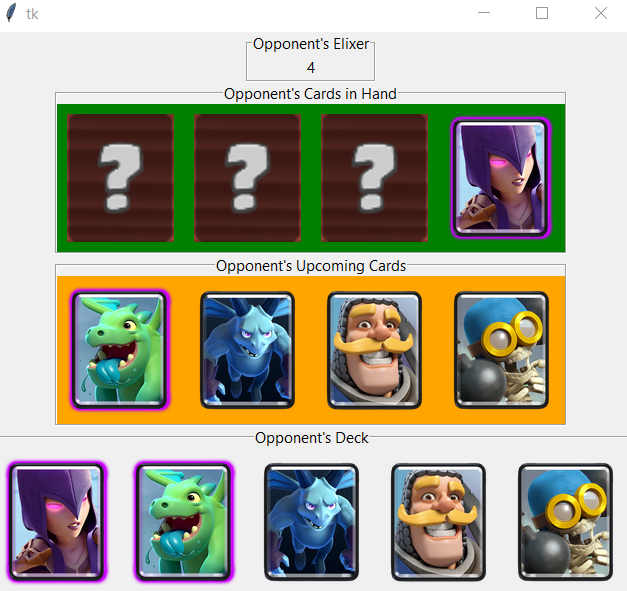 tk
Opponent's Elixer
4
Opponent's Cards in Hand
? ? ?
Opponent's Upcoming Cards
Opponent's Deck